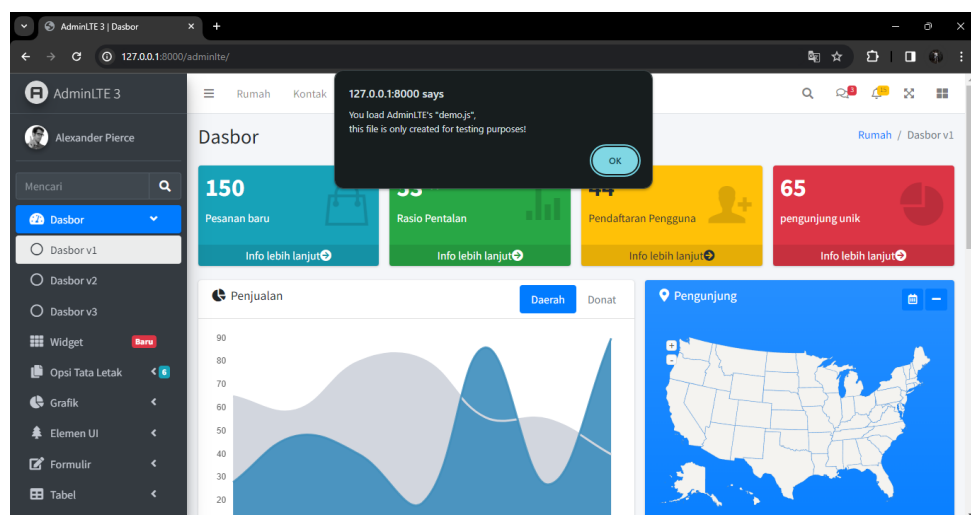 AdminLTE 3 | Dasbor
127.0.0.1:8000/adminlte/
AdminLTE 3
Rumah Kontak
3
15
127.0.0.1:8000 says
You load AdminLTE's "demo.js",
this file is only created for testing purposes!
OK
Alexander Pierce
Mencari
Dasbor
Dasbor v1
Dasbor v2
Dasbor v3
Widget Baru
Opsi Tata Letak 6
Grafik
Elemen UI
Formulir
Tabel
Dasbor
Rumah / Dasbor v1
150
Pesanan baru
Info lebih lanjut
53
Rasio Pentalan
Info lebih lanjut
44
Pendaftaran Pengguna
Info lebih lanjut
65
pengunjung unik
Info lebih lanjut
Penjualan
Daerah Donat
90
80
70
60
50
40
30
20
Pengunjung
+
-